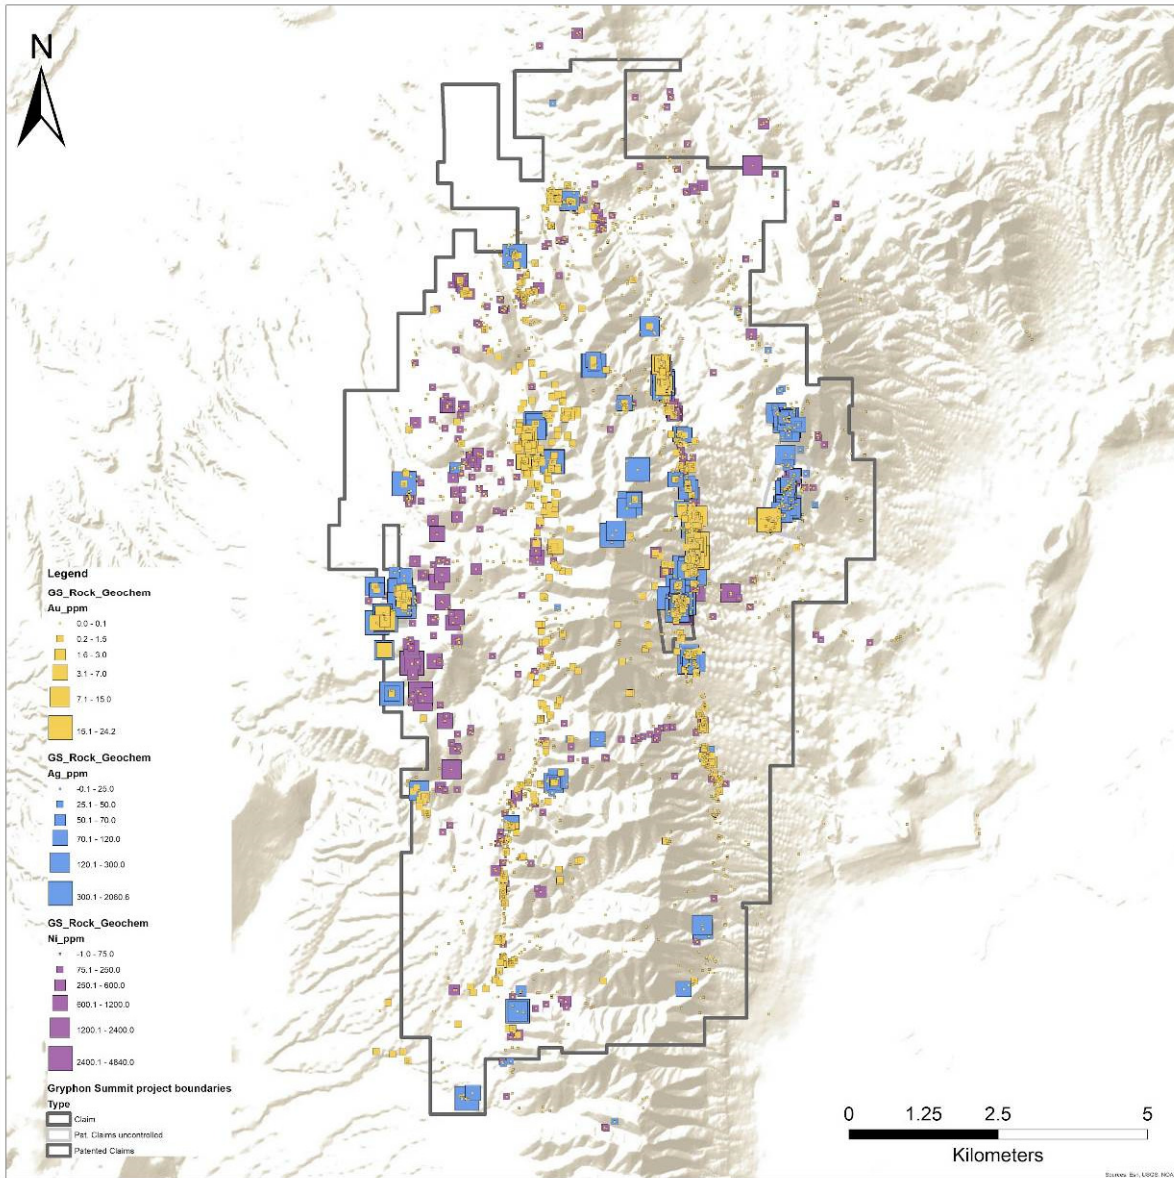 N
Legend
GS_Rock_Geochem
Au_ppm
0.0 - 0.1
0.2 - 1.5
1.6 - 3.0
3.1 - 7.0
7.1 - 15.0
15.1 - 24.2
GS_Rock_Geochem
Ag_ppm
-0.1 - 25.0
25.1 - 50.0
50.1 - 70.0
70.1 - 120.0
120.1 - 300.0
300.1 - 2060.6
GS_Rock_Geochem
Ni_ppm
-1.0 - 75.0
75.1 - 250.0
250.1 - 600.0
600.1 - 1200.0
1200.1 - 2400.0
2400.1 - 4840.0
Gryphon Summit project boundaries
Type
Claim
Pat. Claims uncontrolled
Patented Claims
0 1.25 2.5 5
Kilometers
Sources: Esri, USGS, NOAA